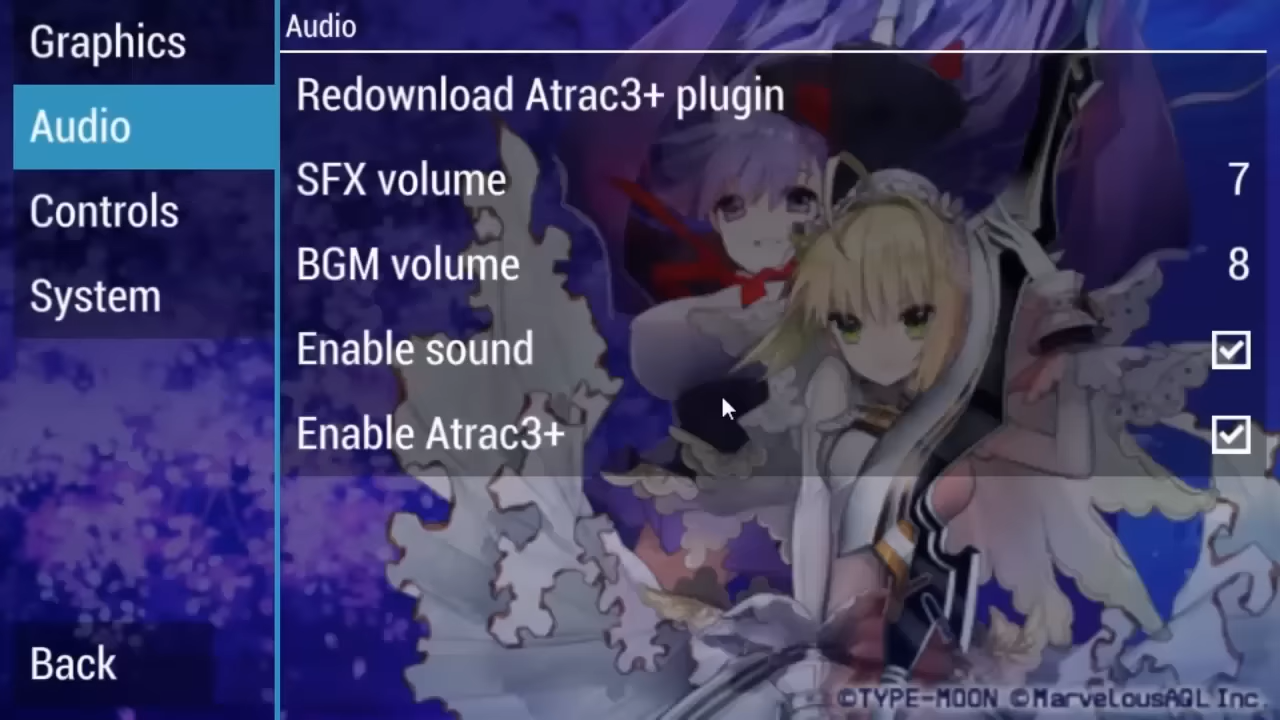 Graphics
Audio
Controls
System
Back
Audio
Redownload Atrac3+ plugin
SFX volume 7
BGM volume 8
Enable sound
Enable Atrac3+
©TYPE-MOON ©MarvelousAQL Inc.